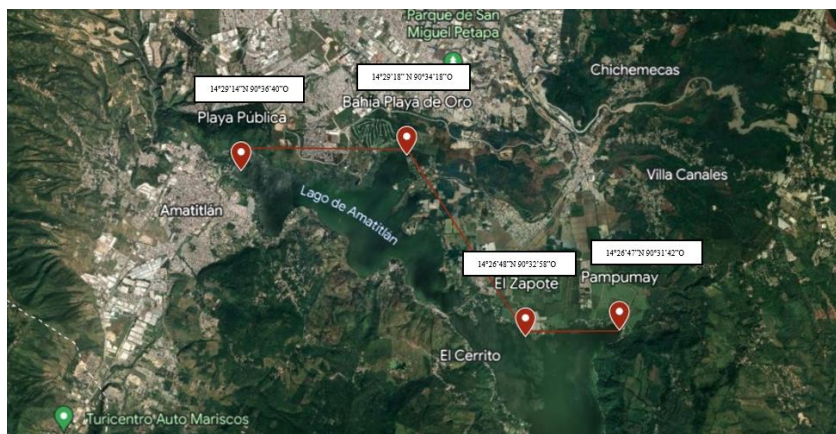 Parque de San
Miguel Petapa
14°29'14"N 90°36'40"O
14°29'18" N 90°34'18"O
Chichemecas
Playa Pública
Bahia Playa de Oro
Villa Canales
Amatitlán
Lago de Amatitlán
14°26'48"N 90°32'58"O
14°26'47"N 90°31'42"O
El Zapote
Pampumay
El Cerrito
Turicentro Auto Mariscos